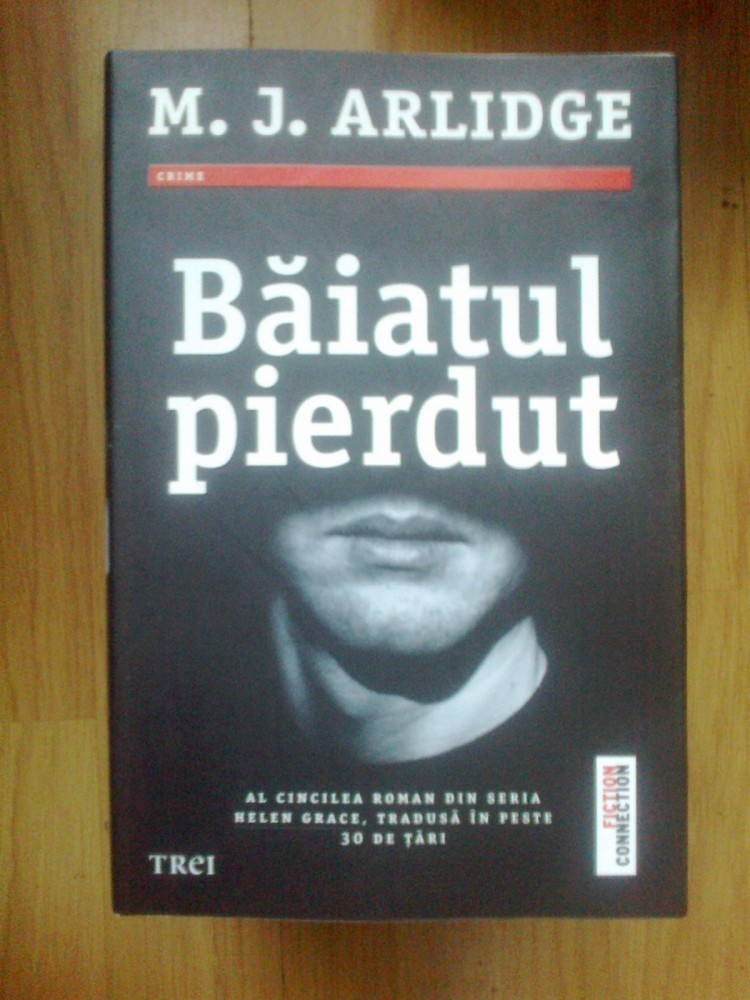 M. J. ARLIDGE
CRIME
Băiatul
pierdut
AL CINCILEA ROMAN DIN SERIA
HELEN GRACE, TRADUSĂ ÎN PESTE
30 DE ȚĂRI
TREI
FICTION
CONNECTION